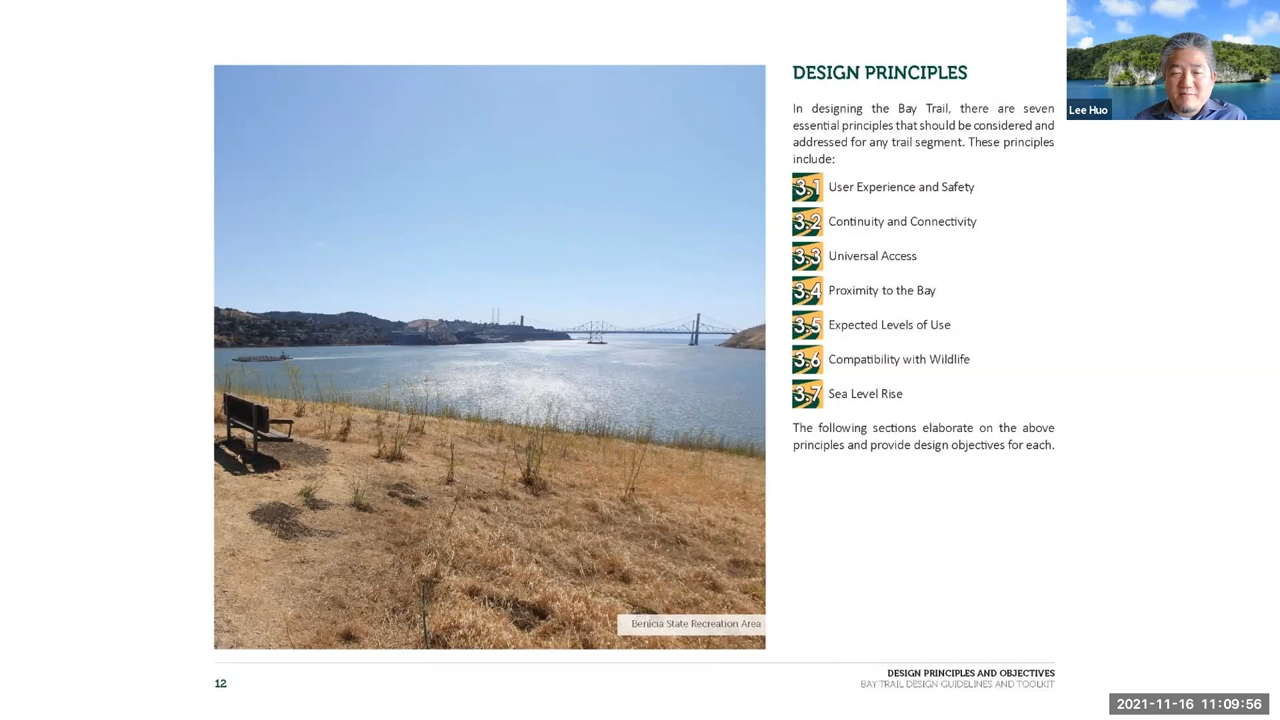 DESIGN PRINCIPLES
In designing the Bay Trail, there are seven
essential principles that should be considered and
addressed for any trail segment. These principles
include:
3.1 User Experience and Safety
3.2 Continuity and Connectivity
3.3 Universal Access
3.4 Proximity to the Bay
3.5 Expected Levels of Use
3.6 Compatibility with Wildlife
3.7 Sea Level Rise
The following sections elaborate on the above
principles and provide design objectives for each.
Benicia State Recreation Area
12
DESIGN PRINCIPLES AND OBJECTIVES
BAY TRAIL DESIGN GUIDELINES AND TOOLKIT
Lee Huo
2021-11-16 11:09:56